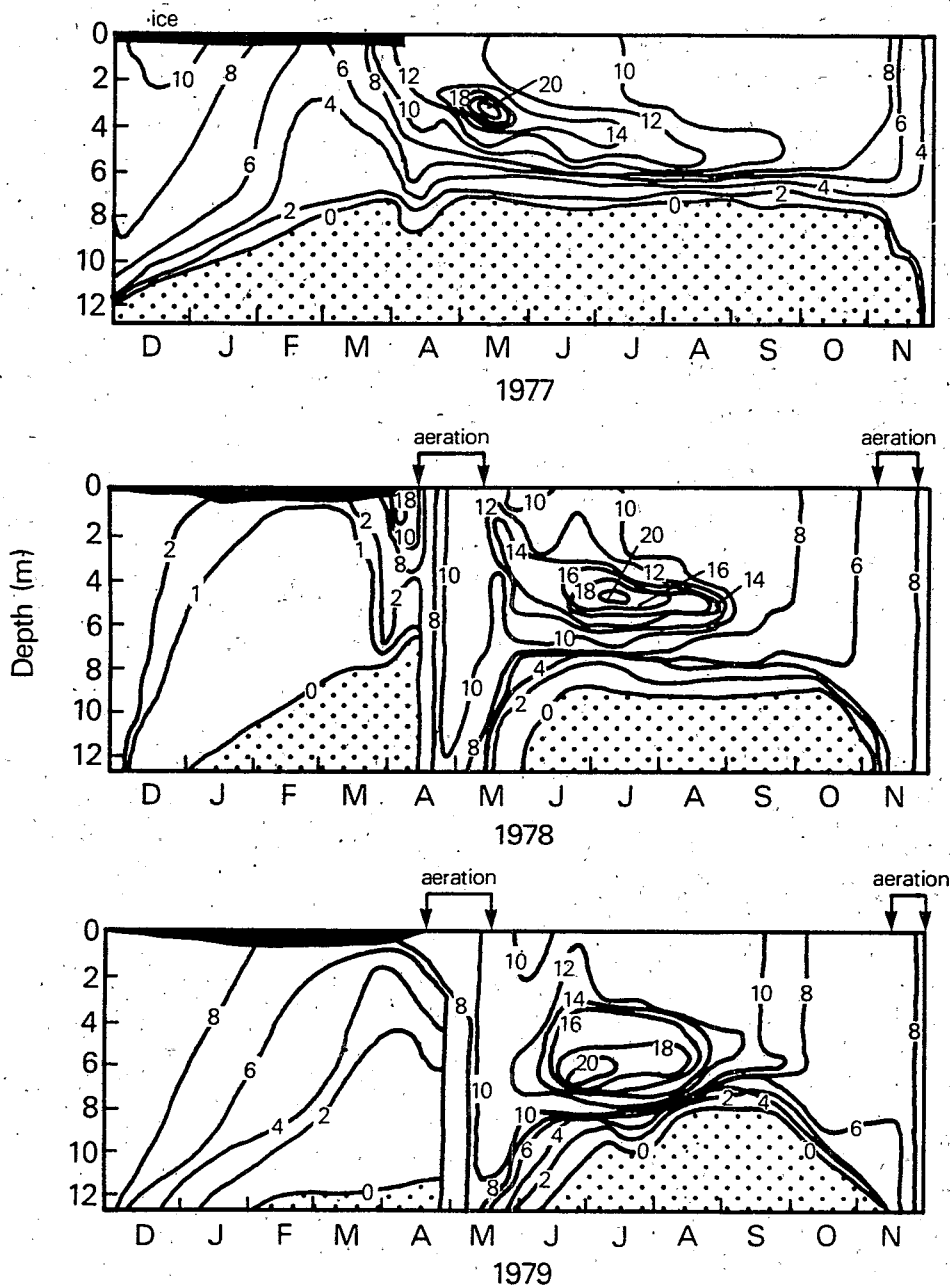 ice
0
2
4
6
8
10
12
10 8 6 8 12 10
6 4 10 18 20 14 12
6 2 0 0 2 4
8 6 4
D J F M A M J J A S O N
1977
aeration aeration
Depth (m)
0
2
4
6
8
10
12
2 1 2 1 18 10 8 2 0
8 10 10 8
12 10 14 16 18 20 12 16 14 10
10 4 2 0
8 6 8
D J F M A M J J A S O N
1978
aeration aeration
0
2
4
6
8
10
12
8 6 4 2 0
8 10 10 12 14 16 18 20
10 8 6 4 2 0
10 8 2 4 0 6 8
D J F M A M J J A S O N
1979